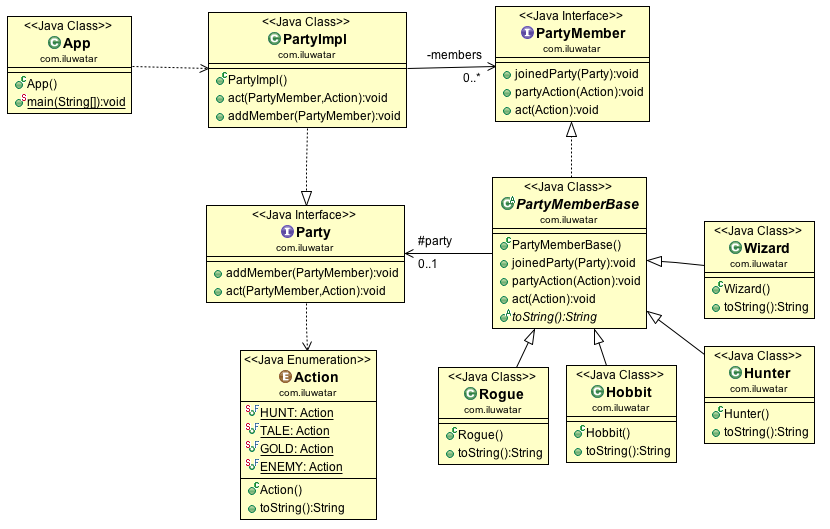 <<Java Class>>
App
com.iluwatar
App()
main(String[]):void
<<Java Class>>
PartyImpl
com.iluwatar
PartyImpl()
act(PartyMember,Action):void
addMember(PartyMember):void
-members
0..*
<<Java Interface>>
PartyMember
com.iluwatar
joinedParty(Party):void
partyAction(Action):void
act(Action):void
<<Java Interface>>
Party
com.iluwatar
addMember(PartyMember):void
act(PartyMember,Action):void
#party
0..1
<<Java Class>>
PartyMemberBase
com.iluwatar
PartyMemberBase()
joinedParty(Party):void
partyAction(Action):void
act(Action):void
toString():String
<<Java Class>>
Wizard
com.iluwatar
Wizard()
toString():String
<<Java Enumeration>>
Action
com.iluwatar
HUNT: Action
TALE: Action
GOLD: Action
ENEMY: Action
Action()
toString():String
<<Java Class>>
Rogue
com.iluwatar
Rogue()
toString():String
<<Java Class>>
Hobbit
com.iluwatar
Hobbit()
toString():String
<<Java Class>>
Hunter
com.iluwatar
Hunter()
toString():String